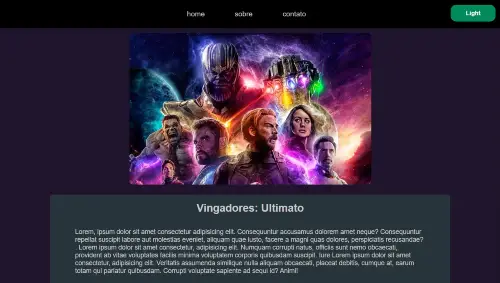 home sobre contato Light
Vingadores: Ultimato
Lorem, ipsum dolor sit amet consectetur adipisicing elit. Consequuntur accusamus dolorem amet neque? Consequuntur
repellat suscipit labore aut molestias eveniet, aliquam quae iusto, facere a magni quas dolores, perspiciatis recusandae?
Lorem ipsum dolor sit amet consectetur, adipisicing elit. Numquam corrupti natus, officiis sunt nemo obcaecati,
provident ab vitae voluptates facilis minima voluptatem corporis quibusdam suscipit. Iure Lorem ipsum dolor sit amet
consectetur, adipisicing elit. Veritatis assumenda similique nulla aliquam obcaecati, placeat debitis, cumque at, earum
totam qui pariatur quibusdam. Corrupti voluptate sapiente ad sequi id? Animi!